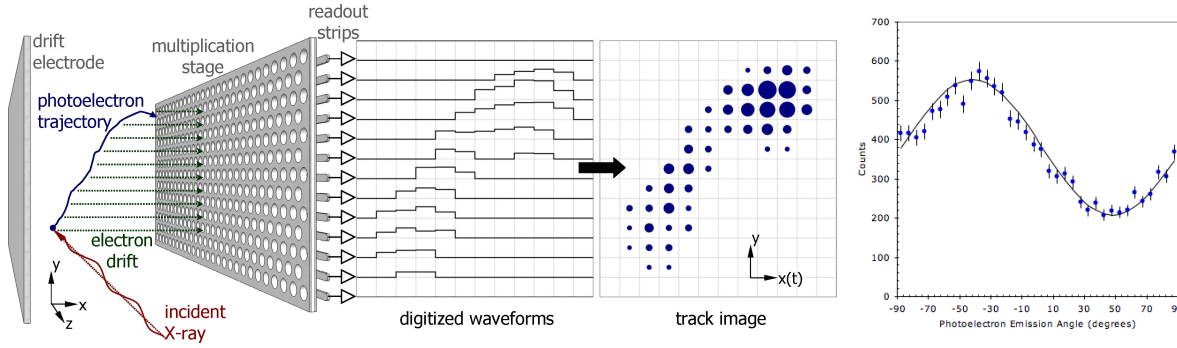 drift
electrode
multiplication
stage
readout
strips
photoelectron
trajectory
electron
drift
incident
X-ray
y
x
z
digitized waveforms
y
x(t)
track image
700
600
500
400
300
200
100
0
Counts
-90 -70 -50 -30 -10 10 30 50 70 9
Photoelectron Emission Angle (degrees)